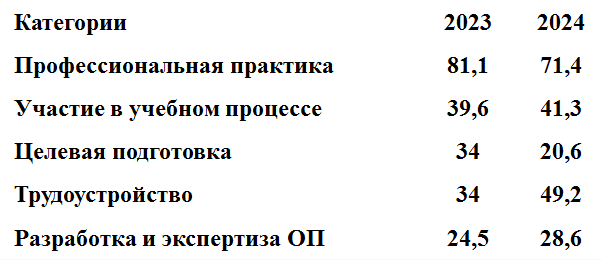 Категории 2023 2024
Профессиональная практика 81,1 71,4
Участие в учебном процессе 39,6 41,3
Целевая подготовка 34 20,6
Трудоустройство 34 49,2
Разработка и экспертиза ОП 24,5 28,6